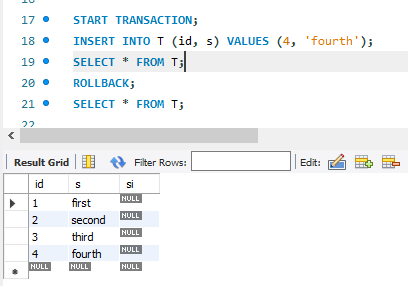 17 START TRANSACTION;
18 INSERT INTO T (id, s) VALUES (4, 'fourth');
19 SELECT * FROM T;
20 ROLLBACK;
21 SELECT * FROM T;
22
Result Grid Filter Rows: Edit:
id s si
1 first NULL
2 second NULL
3 third NULL
4 fourth NULL
* NULL NULL NULL